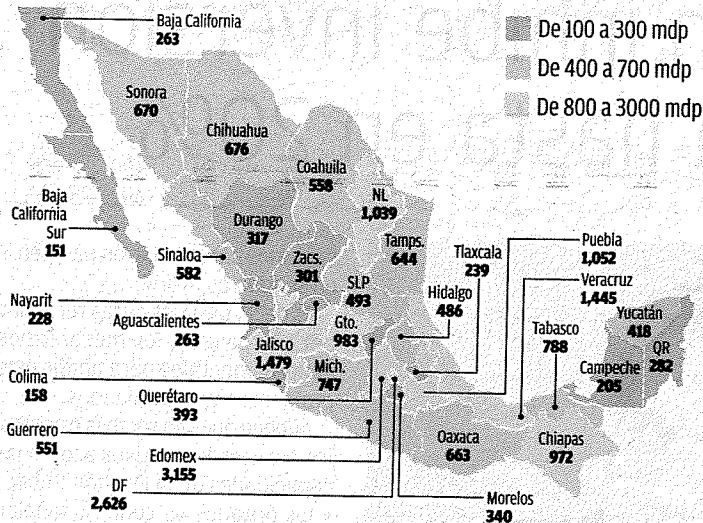 Baja California
263
De 100 a 300 mdp
De 400 a 700 mdp
De 800 a 3000 mdp
Sonora
670
Chihuahua
676
Coahuila
558
NL
1,039
Baja
California
Sur
151
Durango
317
Sinaloa
582
Zacs.
301
Tamps.
644
Tlaxcala
239
Puebla
1,052
Veracruz
1,445
Nayarit
228
Aguascalientes
263
SLP
493
Hidalgo
486
Tabasco
788
Yucatán
418
QR
282
Campeche
205
Jalisco
1,479
Gto.
983
Mich.
747
Colima
158
Querétaro
393
Guerrero
551
Edomex
3,155
DF
2,626
Oaxaca
663
Chiapas
972
Morelos
340